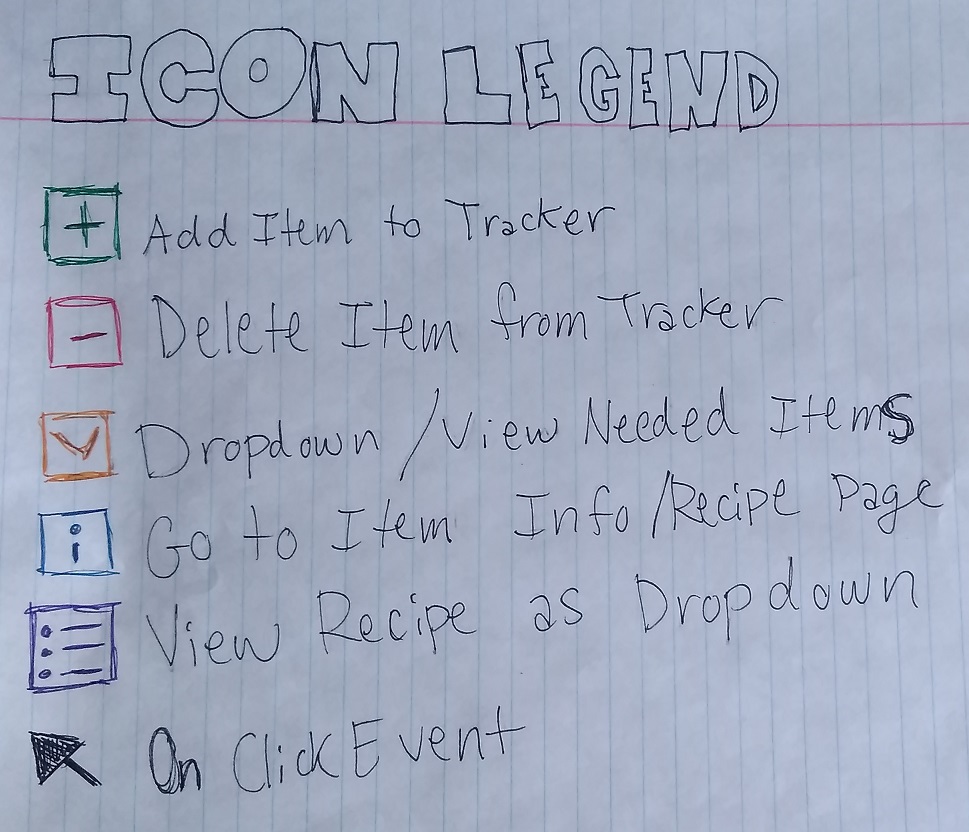 ICON LEGEND
+ Add Item to Tracker
- Delete Item from Tracker
Dropdown / View Needed Items
i Go to Item Info / Recipe Page
View Recipe as Dropdown
On Click Event